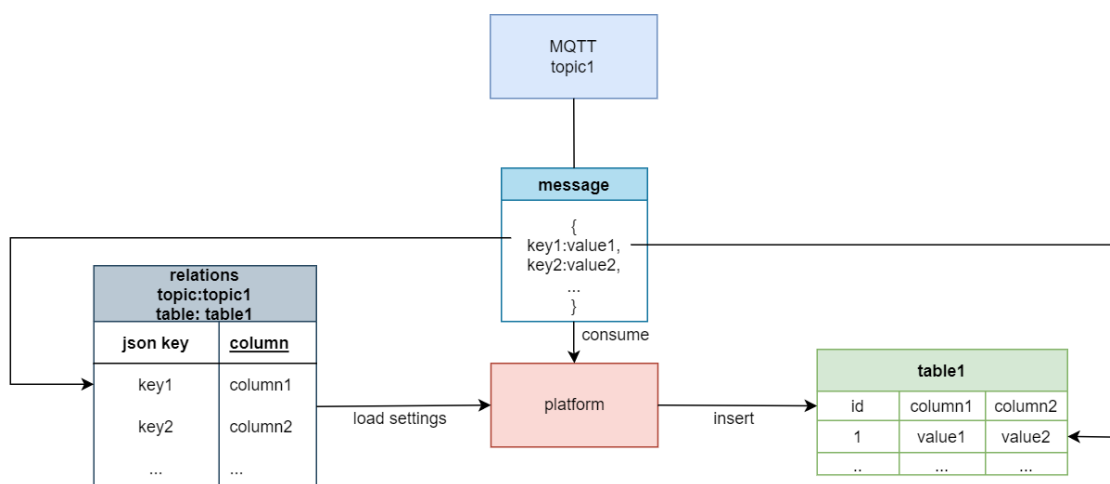 MQTT
topic1
message
{
key1:value1,
key2:value2,
...
}
consume
relations
topic:topic1
table: table1
json key column
key1 column1
key2 column2
... ...
load settings
platform
insert
table1
id column1 column2
1 value1 value2
.. ... ...